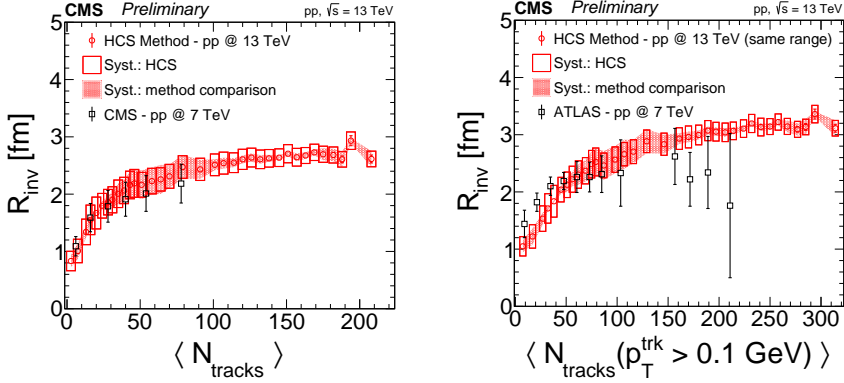 CMS Preliminary pp, √s = 13 TeV
HCS Method - pp @ 13 TeV
Syst.: HCS
Syst.: method comparison
CMS - pp @ 7 TeV
R_inv [fm]
5
4
3
2
1
0
0 50 100 150 200
⟨ N_tracks ⟩
CMS Preliminary pp, √s = 13 TeV
HCS Method - pp @ 13 TeV (same range)
Syst.: HCS
Syst.: method comparison
ATLAS - pp @ 7 TeV
R_inv [fm]
5
4
3
2
1
0
0 50 100 150 200 250 300
⟨ N_tracks (p_T^trk > 0.1 GeV) ⟩